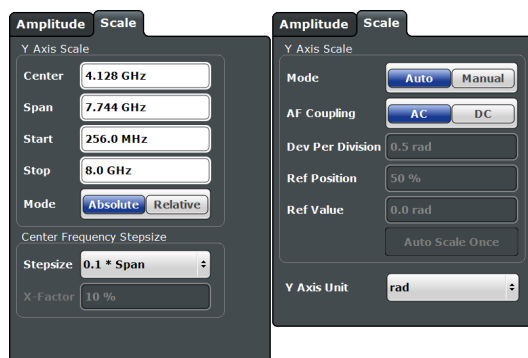 Amplitude Scale
Y Axis Scale
Center 4.128 GHz
Span 7.744 GHz
Start 256.0 MHz
Stop 8.0 GHz
Mode Absolute Relative
Center Frequency Stepsize
Stepsize 0.1 * Span
X-Factor 10 %
Amplitude Scale
Y Axis Scale
Mode Auto Manual
AF Coupling AC DC
Dev Per Division 0.5 rad
Ref Position 50 %
Ref Value 0.0 rad
Auto Scale Once
Y Axis Unit rad